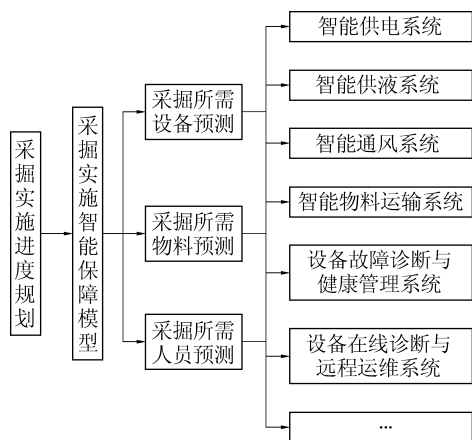 采掘实施进度规划
采掘实施智能保障模型
采掘所需
设备预测
采掘所需
物料预测
采掘所需
人员预测
智能供电系统
智能供液系统
智能通风系统
智能物料运输系统
设备故障诊断与
健康管理系统
设备在线诊断与
远程运维系统
...